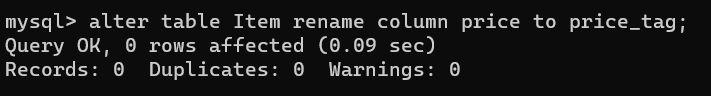 mysql> alter table Item rename column price to price_tag;
Query OK, 0 rows affected (0.09 sec)
Records: 0  Duplicates: 0  Warnings: 0